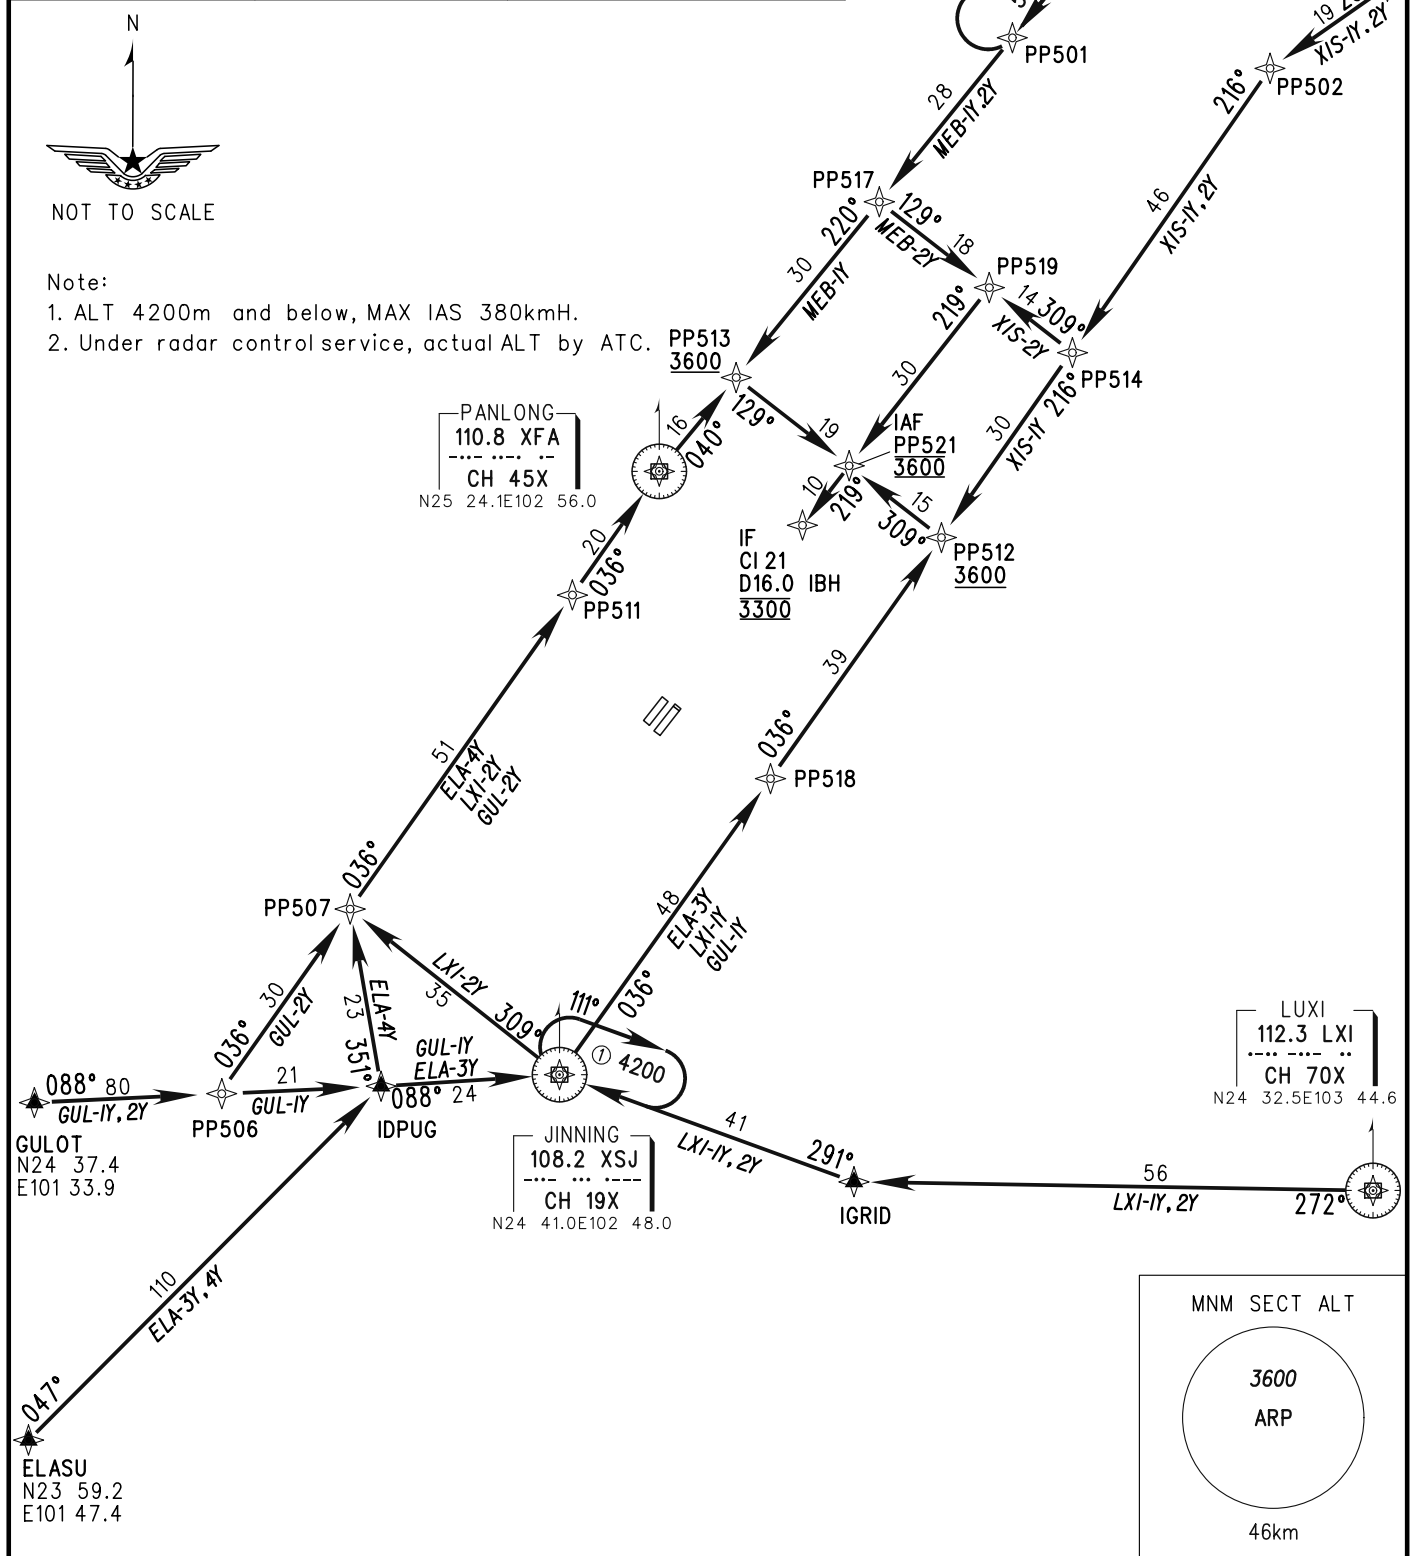 N
NOT TO SCALE
Note:
1. ALT 4200m and below, MAX IAS 380kmH.
2. Under radar control service, actual ALT by ATC.
PP501
19
XIS-1Y.2Y
216°
PP502
28
MEB-1Y.2Y
46
XIS-1Y,2Y
PP517
220°
129°
18
MEB-2Y
30
MEB-1Y
PP519
219°
14
309°
XIS-2Y
PP514
216°
30
XIS-1Y
30
PP513
3600
129°
19
16
040°
IAF
PP521
3600
10
219°
15
309°
PP512
3600
PANLONG
110.8 XFA
-··- ··-· ·-
CH 45X
N25 24.1E102 56.0
IF
CI 21
D16.0 IBH
3300
20
036°
PP511
39
036°
PP518
51
ELA-4Y
LXI-2Y
GUL-2Y
036°
PP507
48
ELA-3Y
LXI-1Y
GUL-1Y
036°
LXI-2Y
35
309°
30
GUL-2Y
036°
23
ELA-4Y
351°
GUL-1Y
ELA-3Y
088° 24
111°
① 4200
088° 80
GUL-1Y,2Y
GULOT
N24 37.4
E101 33.9
21
GUL-1Y
PP506
IDPUG
JINNING
108.2 XSJ
-··- ··· ·---
CH 19X
N24 41.0E102 48.0
41
LXI-1Y,2Y
291°
IGRID
56
LXI-1Y,2Y
272°
LUXI
112.3 LXI
·-·· -··- ··
CH 70X
N24 32.5E103 44.6
110
ELA-3Y,4Y
047°
ELASU
N23 59.2
E101 47.4
MNM SECT ALT
3600
ARP
46km